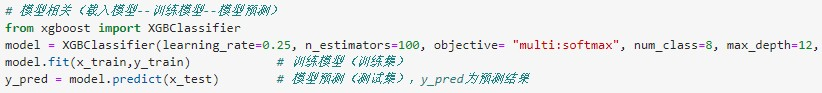 # 模型相关（载入模型--训练模型--模型预测）
from xgboost import XGBClassifier
model = XGBClassifier(learning_rate=0.25, n_estimators=100, objective= "multi:softmax", num_class=8, max_depth=12,
model.fit(x_train,y_train)            # 训练模型（训练集）
y_pred = model.predict(x_test)        # 模型预测（测试集），y_pred为预测结果